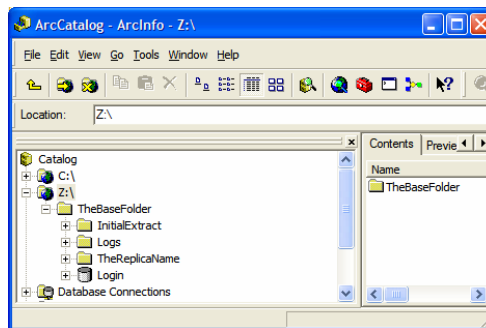 ArcCatalog - ArcInfo - Z:\
File Edit View Go Tools Window Help
Location: Z:\
Contents Previe
Catalog
Name
C:\
TheBaseFolder
Z:\
TheBaseFolder
InitialExtract
Logs
TheReplicaName
Login
Database Connections